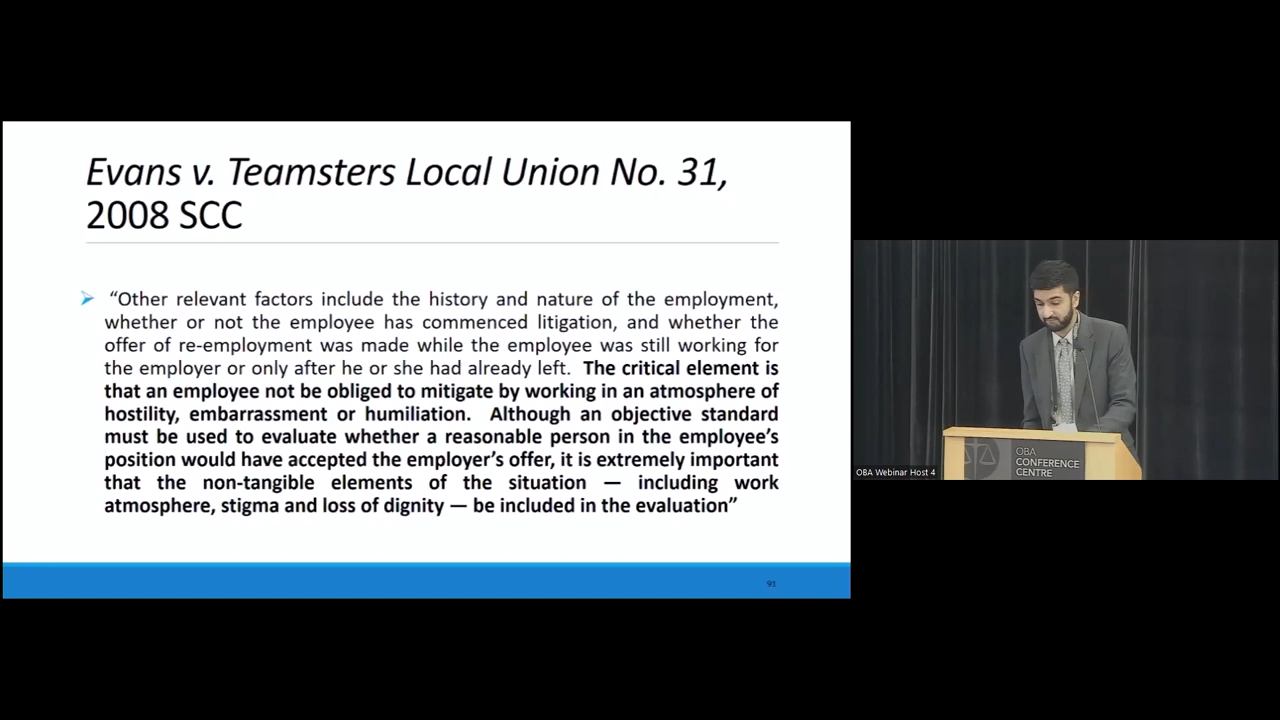 Evans v. Teamsters Local Union No. 31,
2008 SCC
“Other relevant factors include the history and nature of the employment,
whether or not the employee has commenced litigation, and whether the
offer of re-employment was made while the employee was still working for
the employer or only after he or she had already left. The critical element is
that an employee not be obliged to mitigate by working in an atmosphere of
hostility, embarrassment or humiliation. Although an objective standard
must be used to evaluate whether a reasonable person in the employee’s
position would have accepted the employer’s offer, it is extremely important
that the non-tangible elements of the situation — including work
atmosphere, stigma and loss of dignity — be included in the evaluation”
93
OBA Webinar Host 4
OBA
CONFERENCE
CENTRE